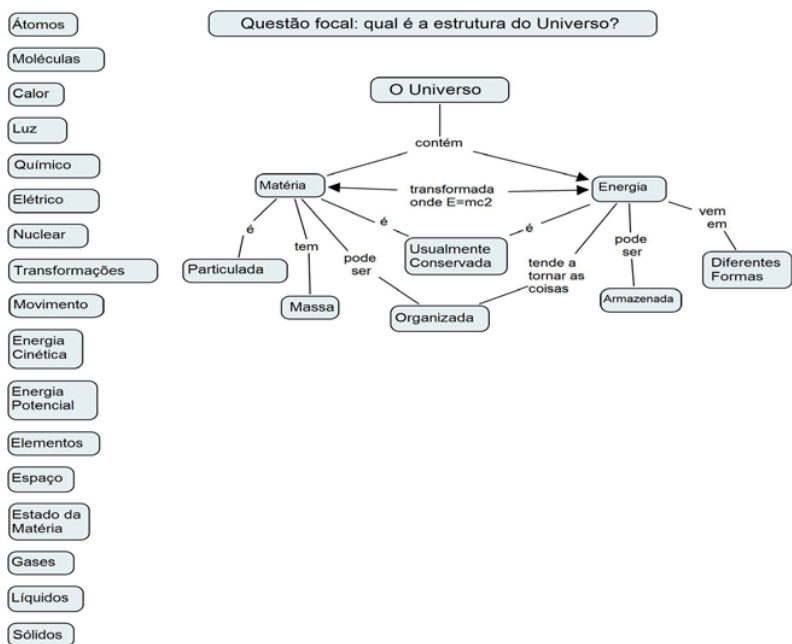 Questão focal: qual é a estrutura do Universo?
Átomos
Moléculas
Calor
Luz
Químico
Elétrico
Nuclear
Transformações
Movimento
Energia
Cinética
Energia
Potencial
Elementos
Espaço
Estado da
Matéria
Gases
Líquidos
Sólidos
O Universo
contém
Matéria
transformada
onde E=mc2
Energia
é
tem
pode
ser
é
é
tende a
tornar as
coisas
pode
ser
vem
em
Particulada
Massa
Usualmente
Conservada
Organizada
Armazenada
Diferentes
Formas